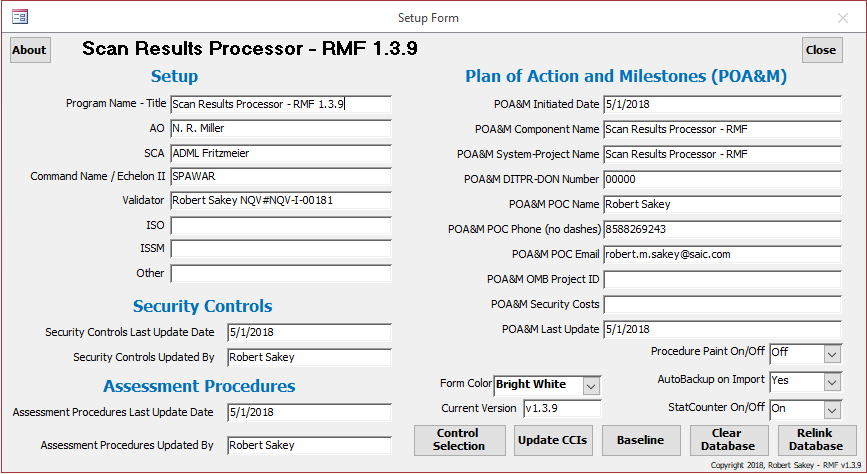 Setup Form
About
Scan Results Processor - RMF 1.3.9
Close
Setup
Program Name - Title Scan Results Processor - RMF 1.3.9
AO N. R. Miller
SCA ADML Fritzmeier
Command Name / Echelon II SPAWAR
Validator Robert Sakey NQV#NQV-I-00181
ISO
ISSM
Other
Security Controls
Security Controls Last Update Date 5/1/2018
Security Controls Updated By Robert Sakey
Assessment Procedures
Assessment Procedures Last Update Date 5/1/2018
Assessment Procedures Updated By Robert Sakey
Plan of Action and Milestones (POA&M)
POA&M Initiated Date 5/1/2018
POA&M Component Name Scan Results Processor - RMF
POA&M System-Project Name Scan Results Processor - RMF
POA&M DITPR-DON Number 00000
POA&M POC Name Robert Sakey
POA&M POC Phone (no dashes) 8588269243
POA&M POC Email robert.m.sakey@saic.com
POA&M OMB Project ID
POA&M Security Costs
POA&M Last Update 5/1/2018
Procedure Paint On/Off Off
Form Color Bright White
AutoBackup on Import Yes
Current Version v1.3.9
StatCounter On/Off On
Control
Selection
Update CCIs
Baseline
Clear
Database
Relink
Database
Copyright 2018, Robert Sakey - RMF v1.3.9